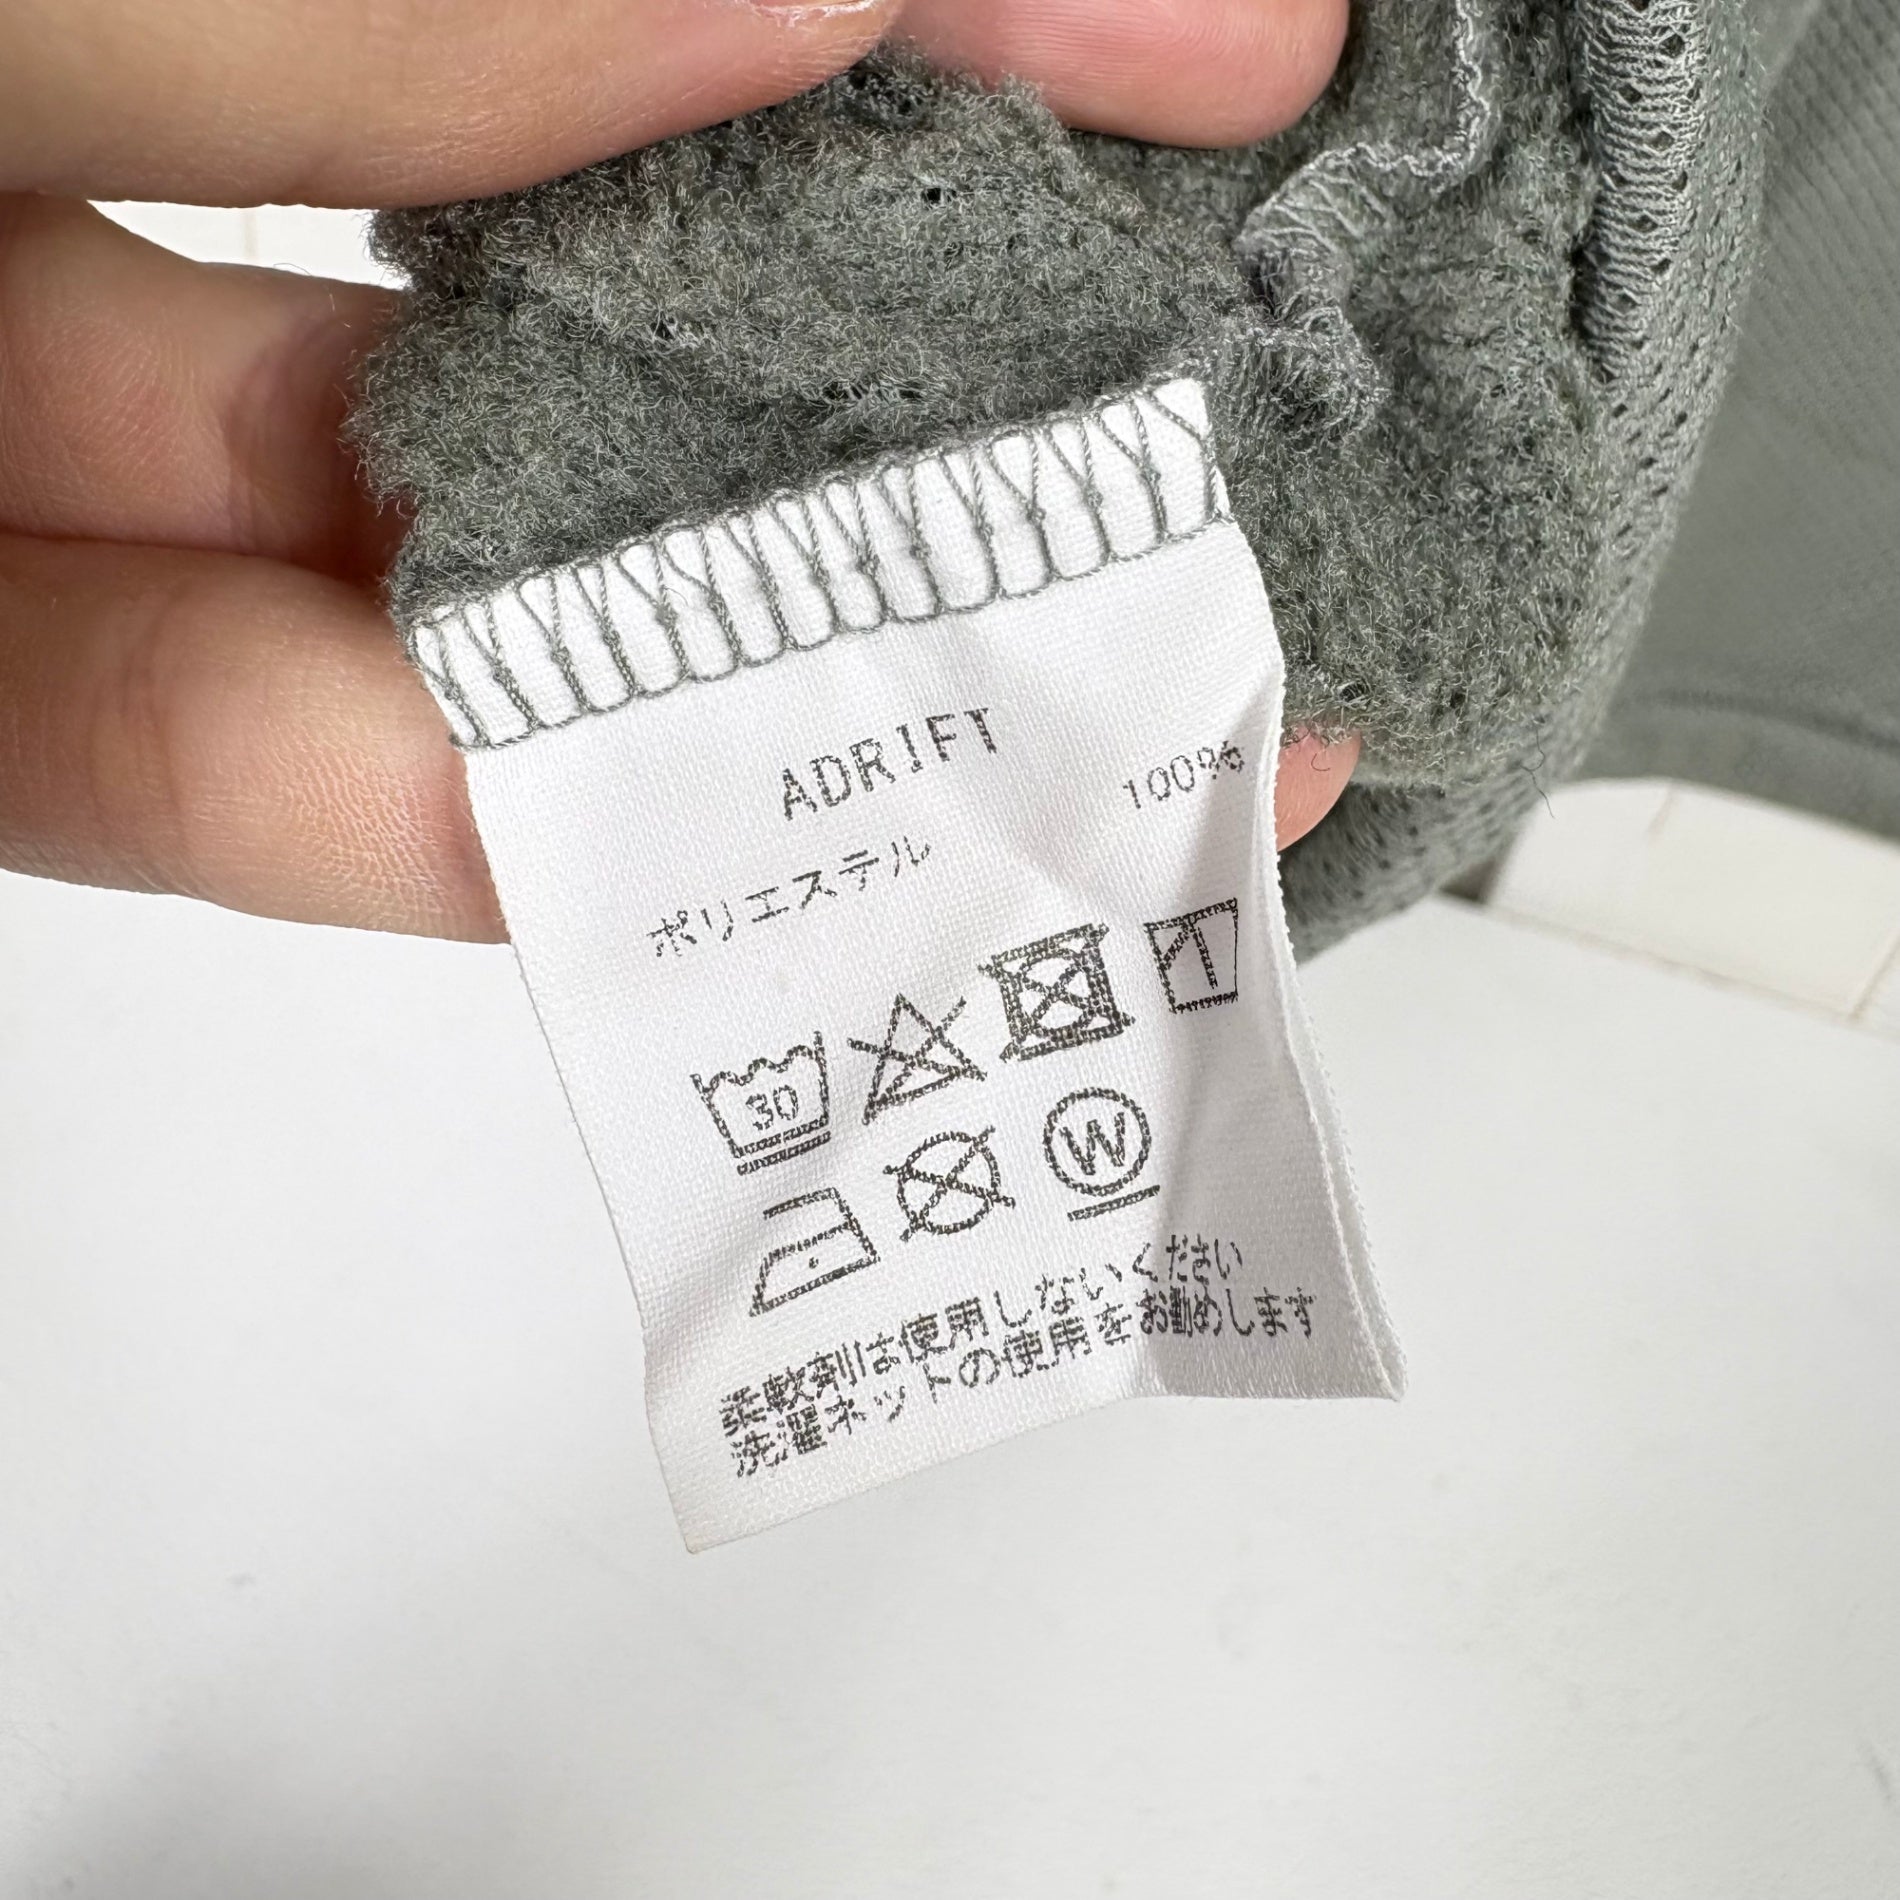 ADRIFT
ポリエステル 100%
30
W
柔軟剤は使用しないください
洗濯ネットの使用をお勧めします